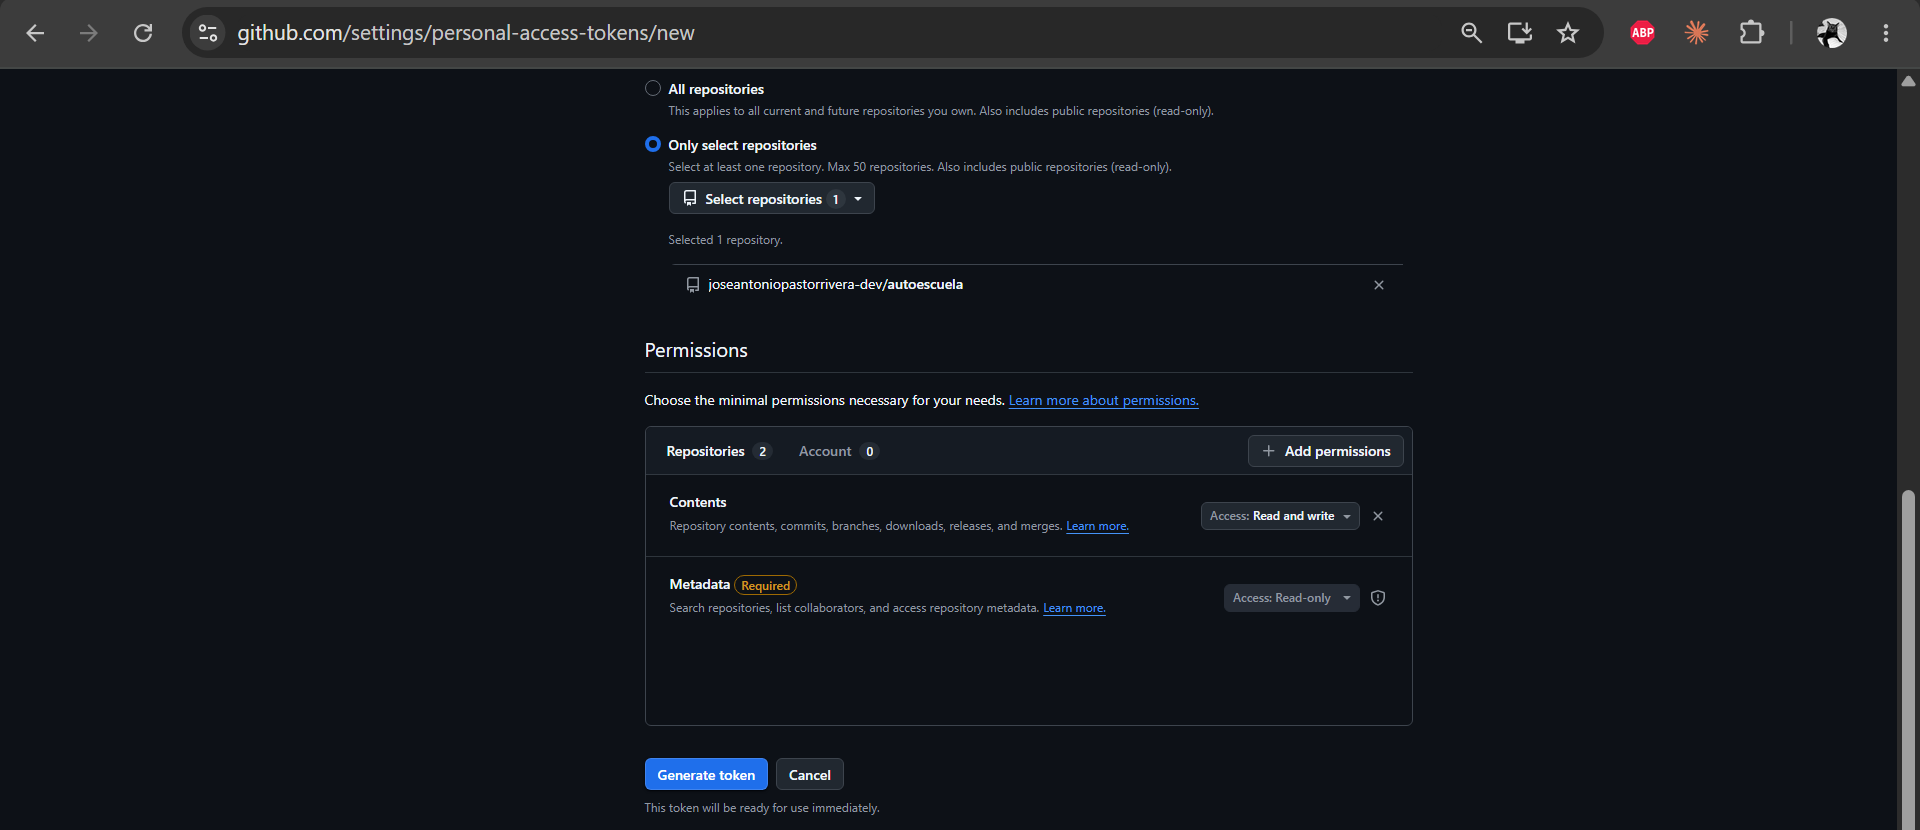 github.com/settings/personal-access-tokens/new
ABP
All repositories
This applies to all current and future repositories you own. Also includes public repositories (read-only).
Only select repositories
Select at least one repository. Max 50 repositories. Also includes public repositories (read-only).
Select repositories 1
Selected 1 repository.
joseantoniopastorrivera-dev/autoescuela
Permissions
Choose the minimal permissions necessary for your needs. Learn more about permissions.
Repositories 2 Account 0 Add permissions
Contents
Repository contents, commits, branches, downloads, releases, and merges. Learn more.
Access: Read and write
Metadata Required
Search repositories, list collaborators, and access repository metadata. Learn more.
Access: Read-only
Generate token Cancel
This token will be ready for use immediately.